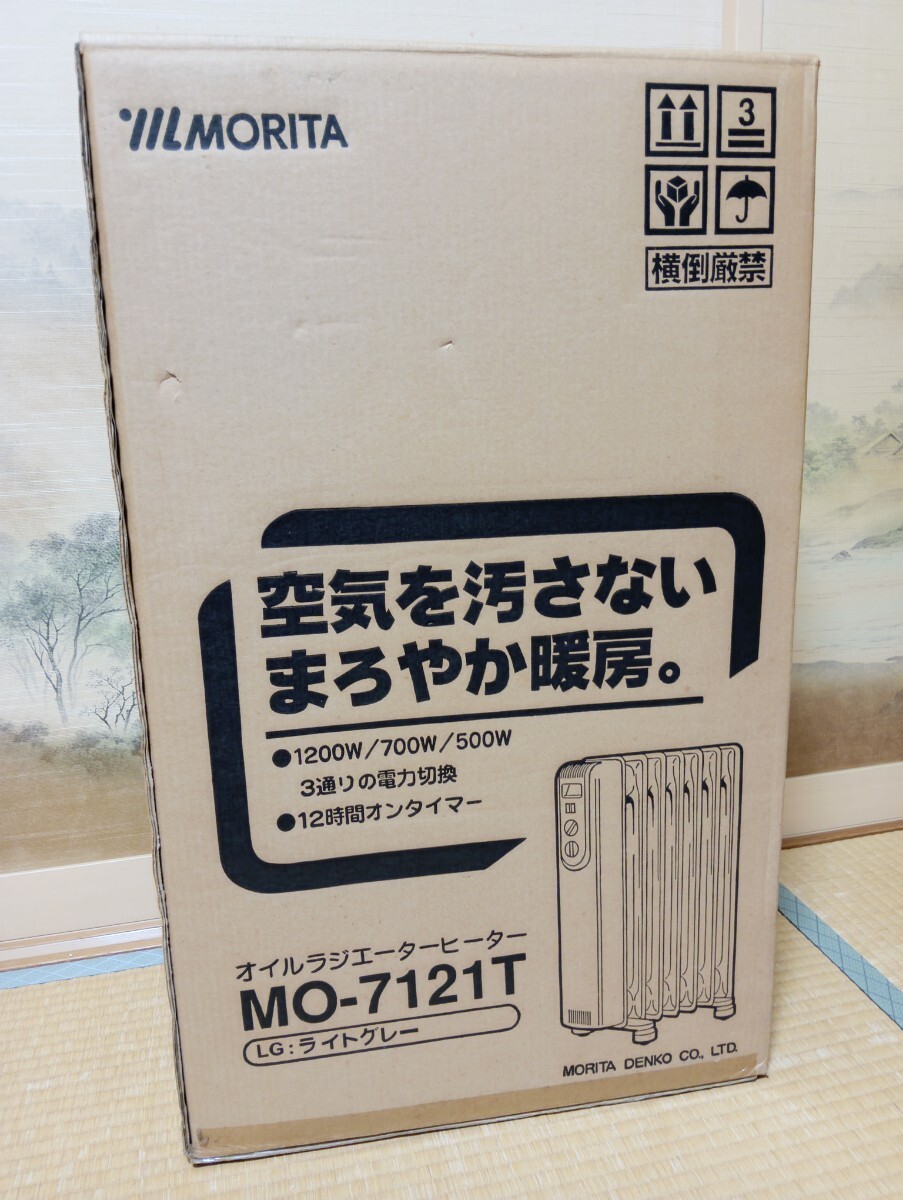 MORITA
3
横倒厳禁
空気を汚さない
まろやか暖房。
●1200W/700W/500W
3通りの電力切換
●12時間オンタイマー
オイルラジエーターヒーター
MO-7121T
LG:ライトグレー
MORITA DENKO CO., LTD.